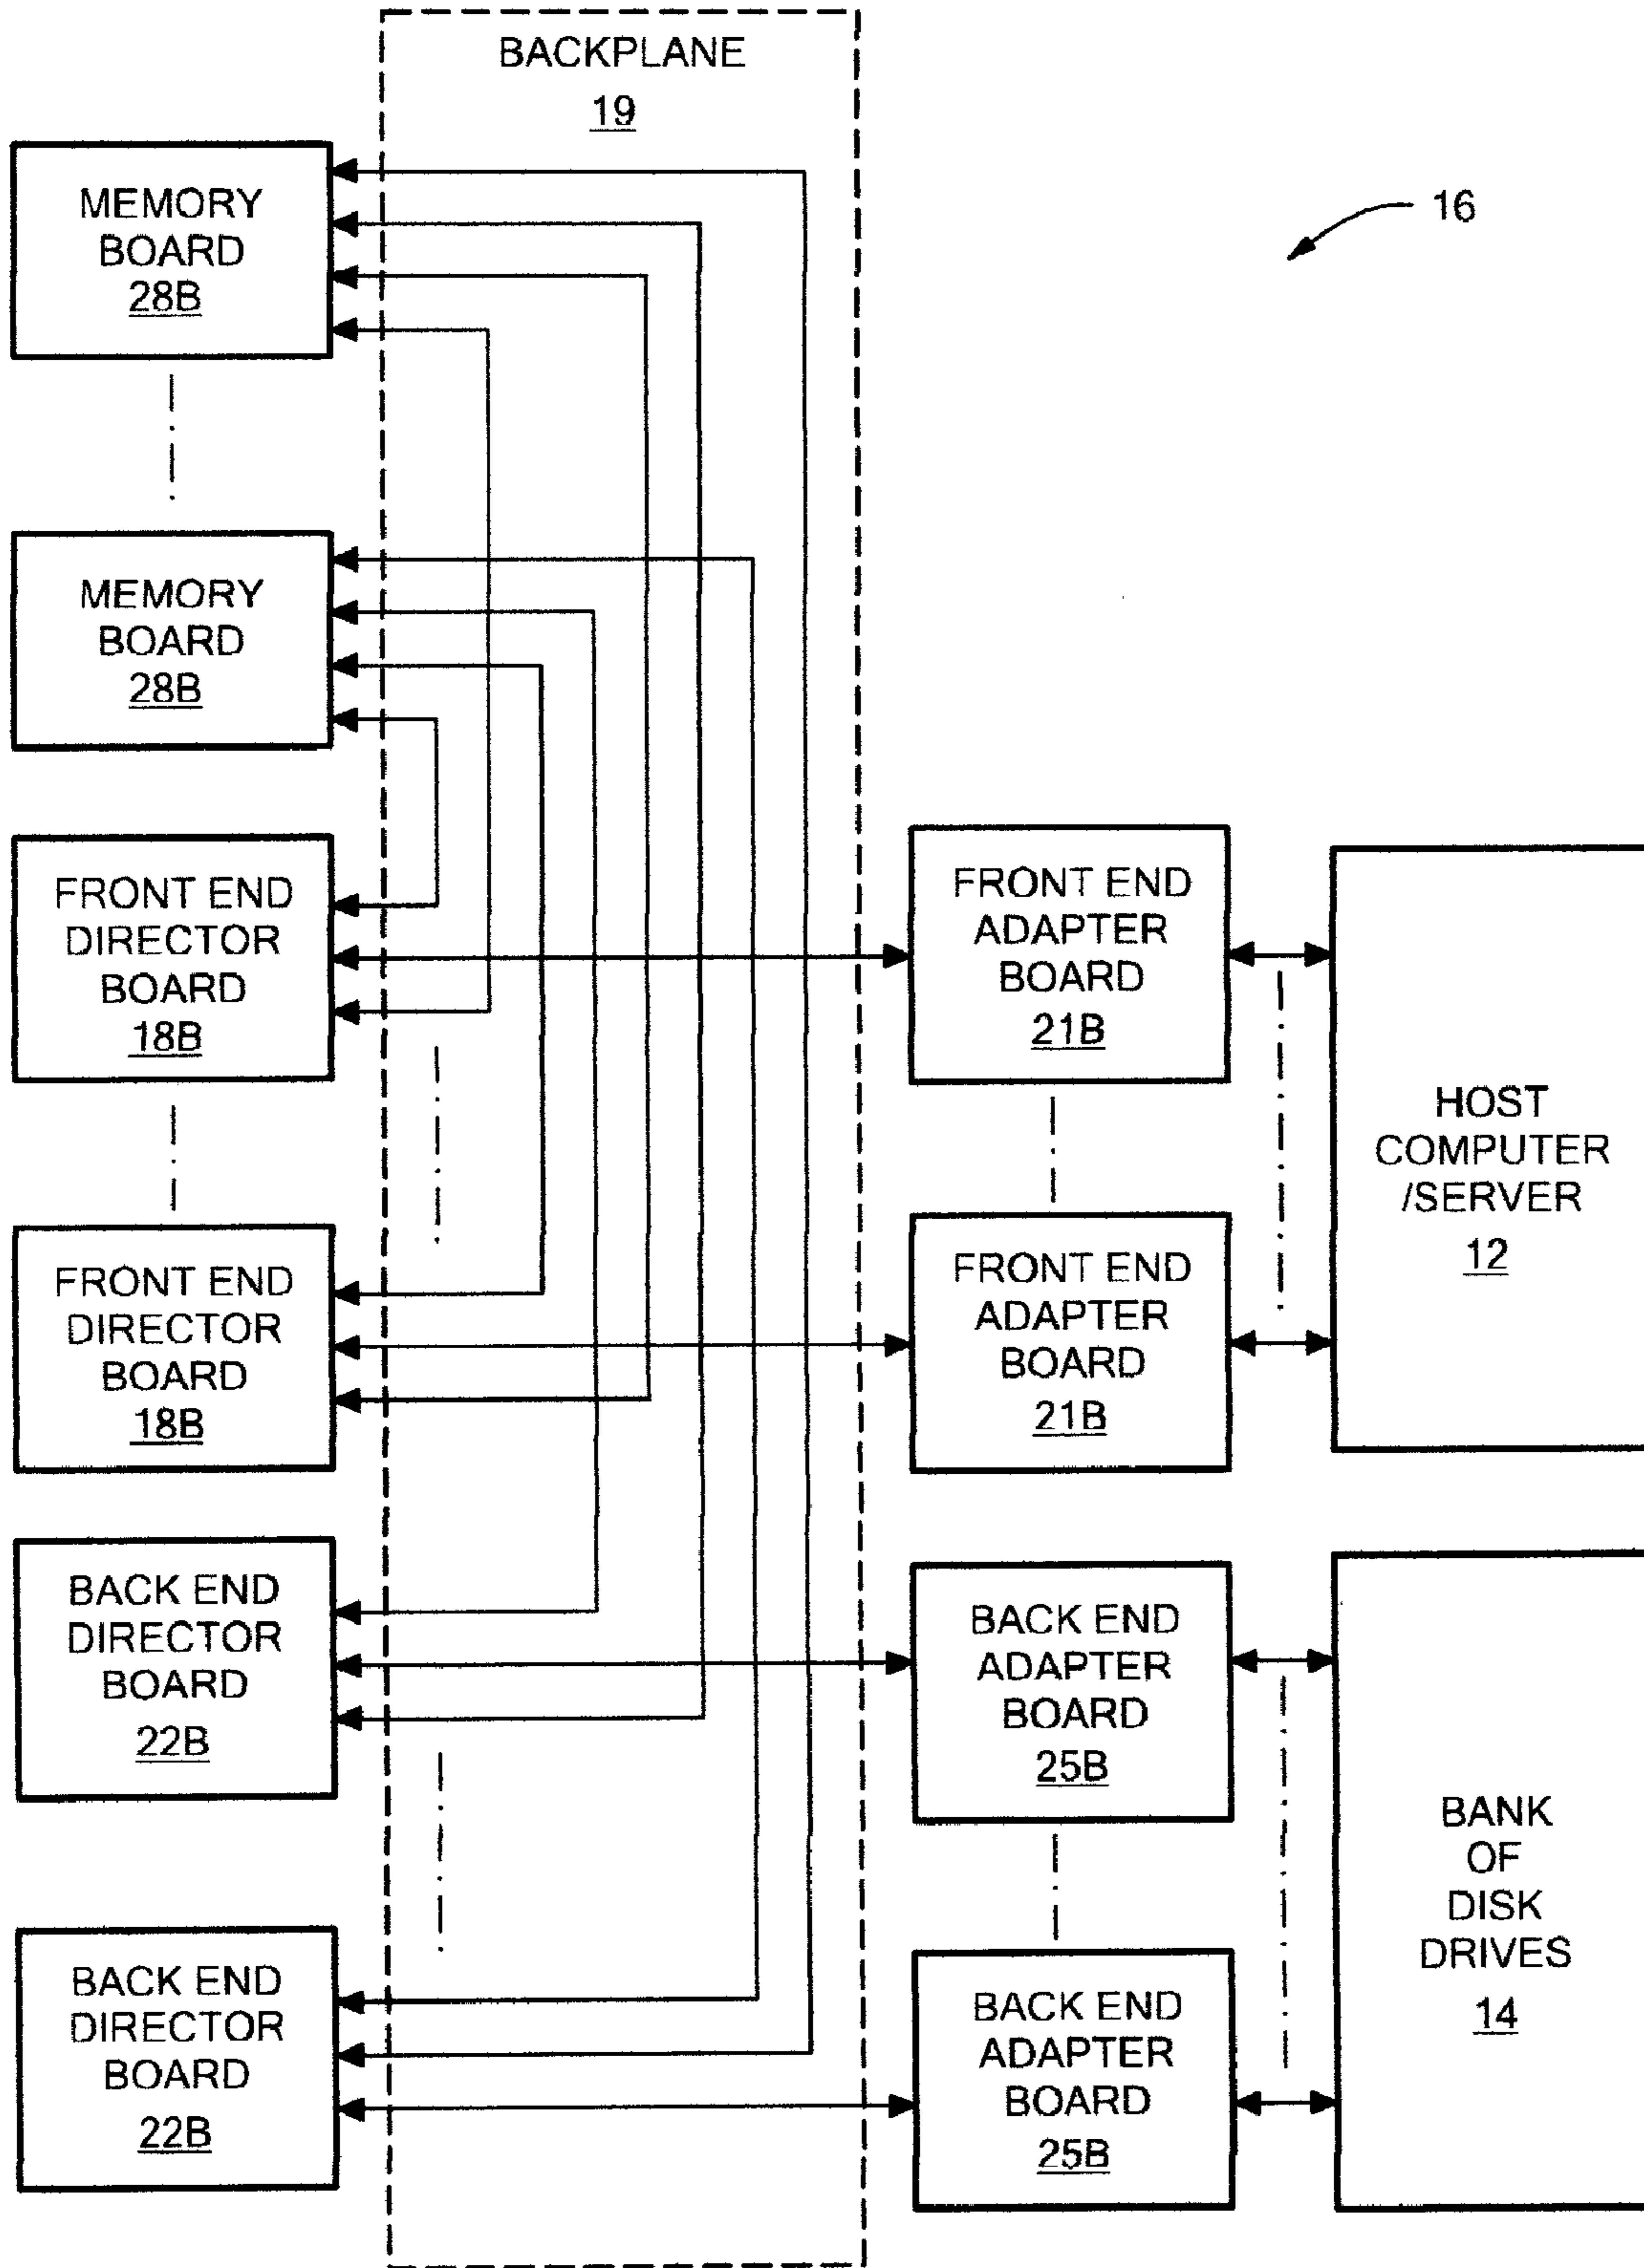 BACKPLANE
19
16
MEMORY
BOARD
28B
MEMORY
BOARD
28B
FRONT END
DIRECTOR
BOARD
18B
FRONT END
DIRECTOR
BOARD
18B
BACK END
DIRECTOR
BOARD
22B
BACK END
DIRECTOR
BOARD
22B
FRONT END
ADAPTER
BOARD
21B
FRONT END
ADAPTER
BOARD
21B
BACK END
ADAPTER
BOARD
25B
BACK END
ADAPTER
BOARD
25B
HOST
COMPUTER
/SERVER
12
BANK
OF
DISK
DRIVES
14